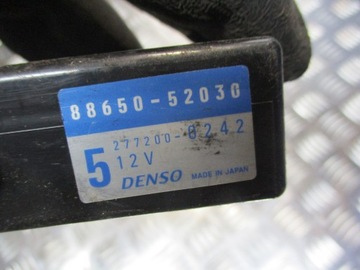 88650-52030
277200-0242
5 12V
DENSO MADE IN JAPAN